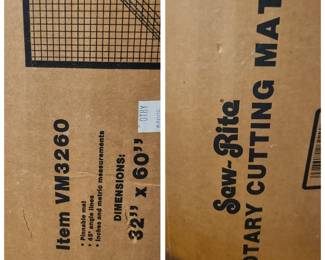 Item VM3260
• Pinnable mat
• 45° angle lines
• Inches and metric measurements
DIMENSIONS:
32" x 60"
Sew-Rite®
ROTARY CUTTING MAT